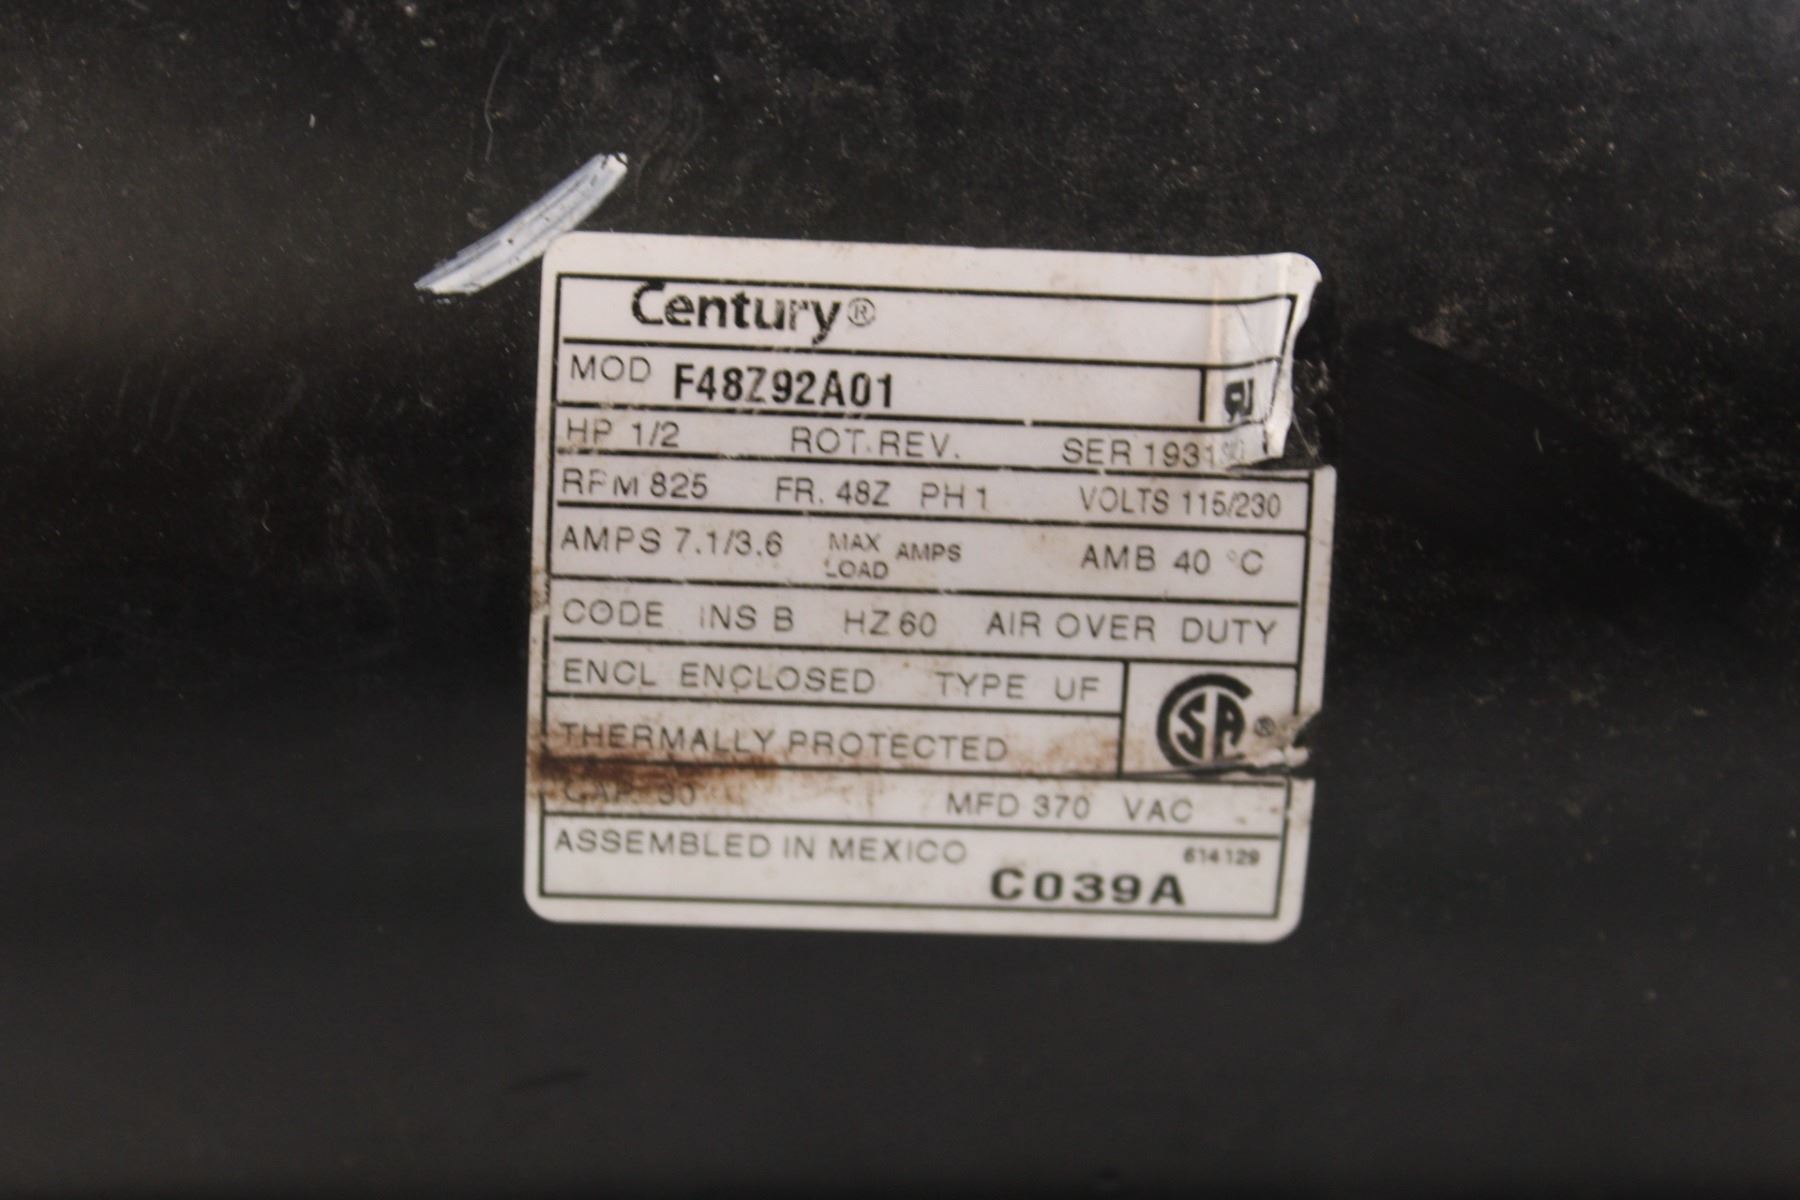 Century®
MOD F48Z92A01
HP 1/2 ROT. REV. SER
RPM 825 FR. 48Z PH 1 VOLTS 115/230
AMPS 7.1/3.6 MAX LOAD AMPS AMB 40 °C
CODE INS B HZ 60 AIR OVER DUTY
ENCL ENCLOSED TYPE UF
SA®
THERMALLY PROTECTED
CAP. 30 MFD 370 VAC
ASSEMBLED IN MEXICO 614129
C039A